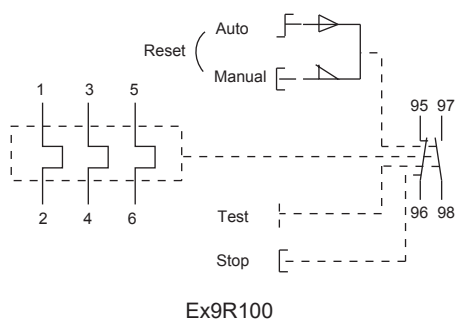 Auto
Reset
Manual
1 3 5
95 97
2 4 6
96 98
Test
Stop
Ex9R100